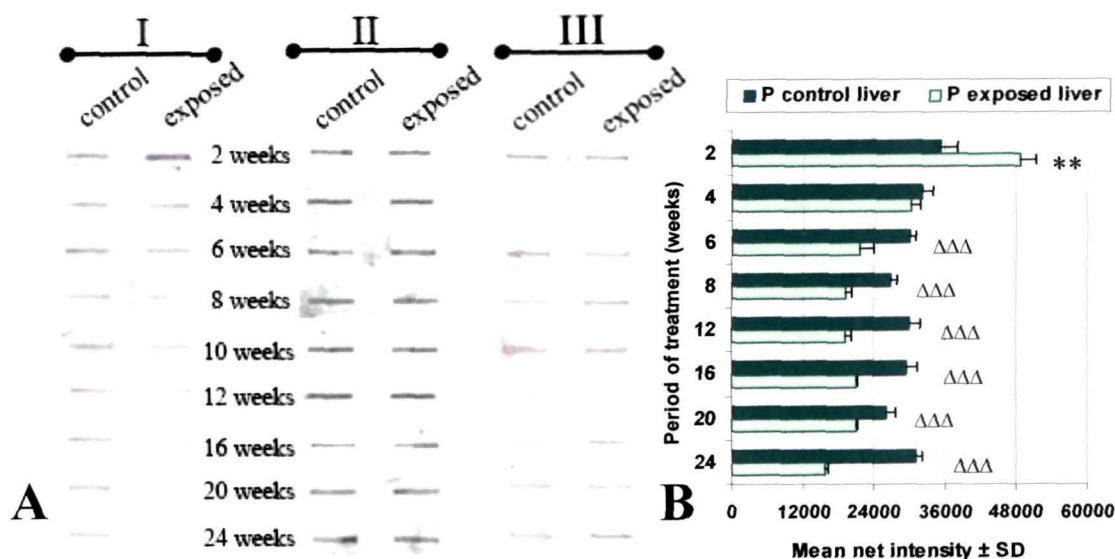 I II III
control exposed control exposed control exposed
2 weeks
4 weeks
6 weeks
8 weeks
10 weeks
12 weeks
16 weeks
20 weeks
24 weeks
A
P control liver P exposed liver
Period of treatment (weeks)
2 **
4
6 ΔΔΔ
8 ΔΔΔ
12 ΔΔΔ
16 ΔΔΔ
20 ΔΔΔ
24 ΔΔΔ
0 12000 24000 36000 48000 60000
Mean net intensity ± SD
B